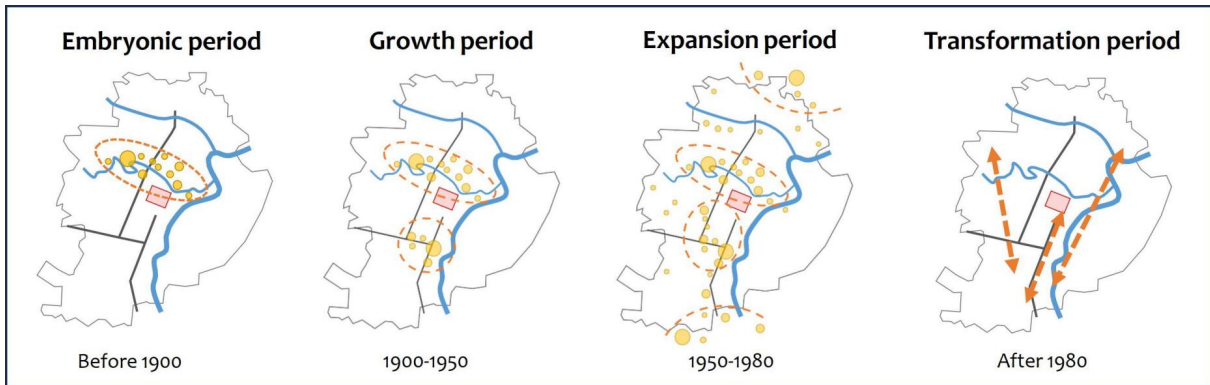 Embryonic period
Growth period
Expansion period
Transformation period
Before 1900
1900-1950
1950-1980
After 1980